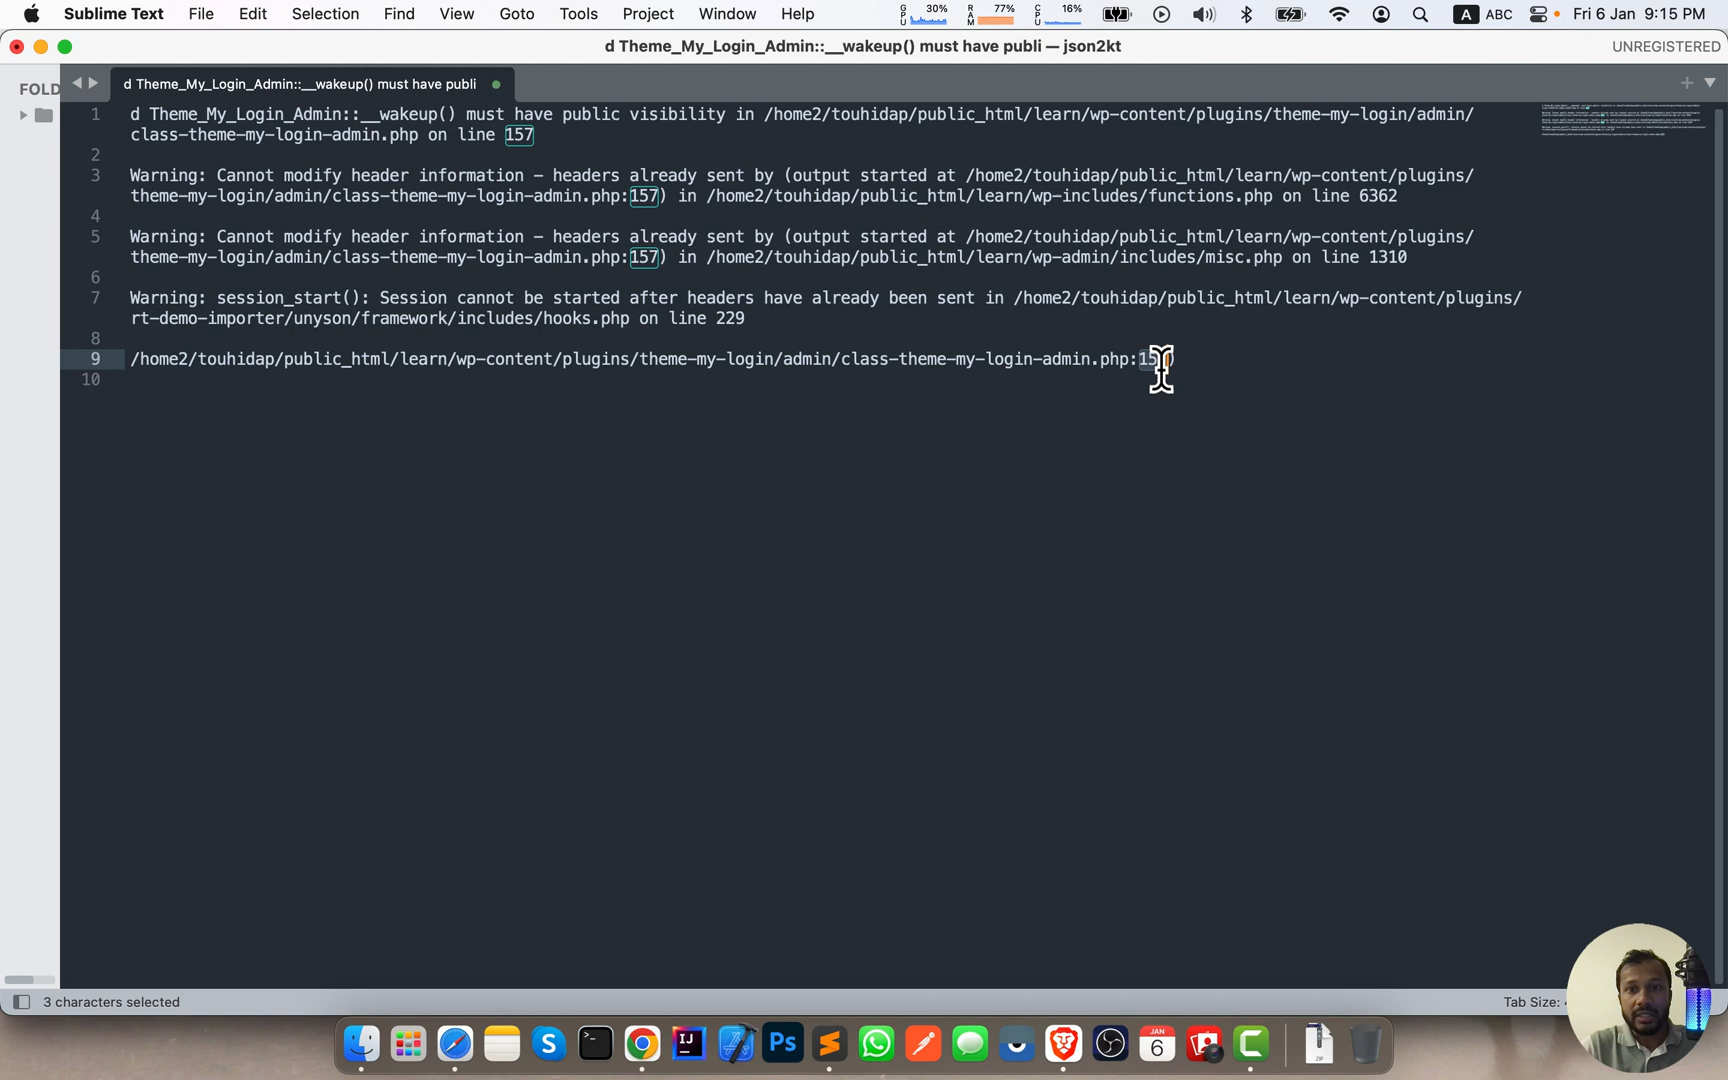 Sublime Text File Edit Selection Find View Goto Tools Project Window Help GPU 30% RAM 77% CPU 16% A ABC Fri 6 Jan 9:15 PM
d Theme_My_Login_Admin::__wakeup() must have publi — json2kt UNREGISTERED
FOLD d Theme_My_Login_Admin::__wakeup() must have publi
1 d Theme_My_Login_Admin::__wakeup() must have public visibility in /home2/touhidap/public_html/learn/wp-content/plugins/theme-my-login/admin/
class-theme-my-login-admin.php on line 157
2
3 Warning: Cannot modify header information - headers already sent by (output started at /home2/touhidap/public_html/learn/wp-content/plugins/
theme-my-login/admin/class-theme-my-login-admin.php:157) in /home2/touhidap/public_html/learn/wp-includes/functions.php on line 6362
4
5 Warning: Cannot modify header information - headers already sent by (output started at /home2/touhidap/public_html/learn/wp-content/plugins/
theme-my-login/admin/class-theme-my-login-admin.php:157) in /home2/touhidap/public_html/learn/wp-admin/includes/misc.php on line 1310
6
7 Warning: session_start(): Session cannot be started after headers have already been sent in /home2/touhidap/public_html/learn/wp-content/plugins/
rt-demo-importer/unyson/framework/includes/hooks.php on line 229
8
9 /home2/touhidap/public_html/learn/wp-content/plugins/theme-my-login/admin/class-theme-my-login-admin.php:15
10
3 characters selected Tab Size:
IJ Ps JAN 6 ZIP